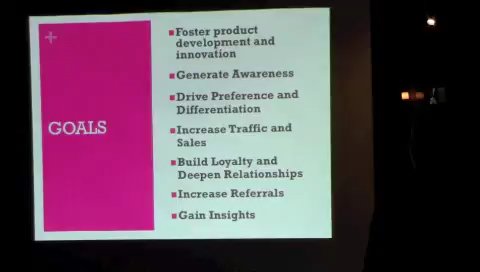 +
GOALS
Foster product
development and
innovation
Generate Awareness
Drive Preference and
Differentiation
Increase Traffic and
Sales
Build Loyalty and
Deepen Relationships
Increase Referrals
Gain Insights